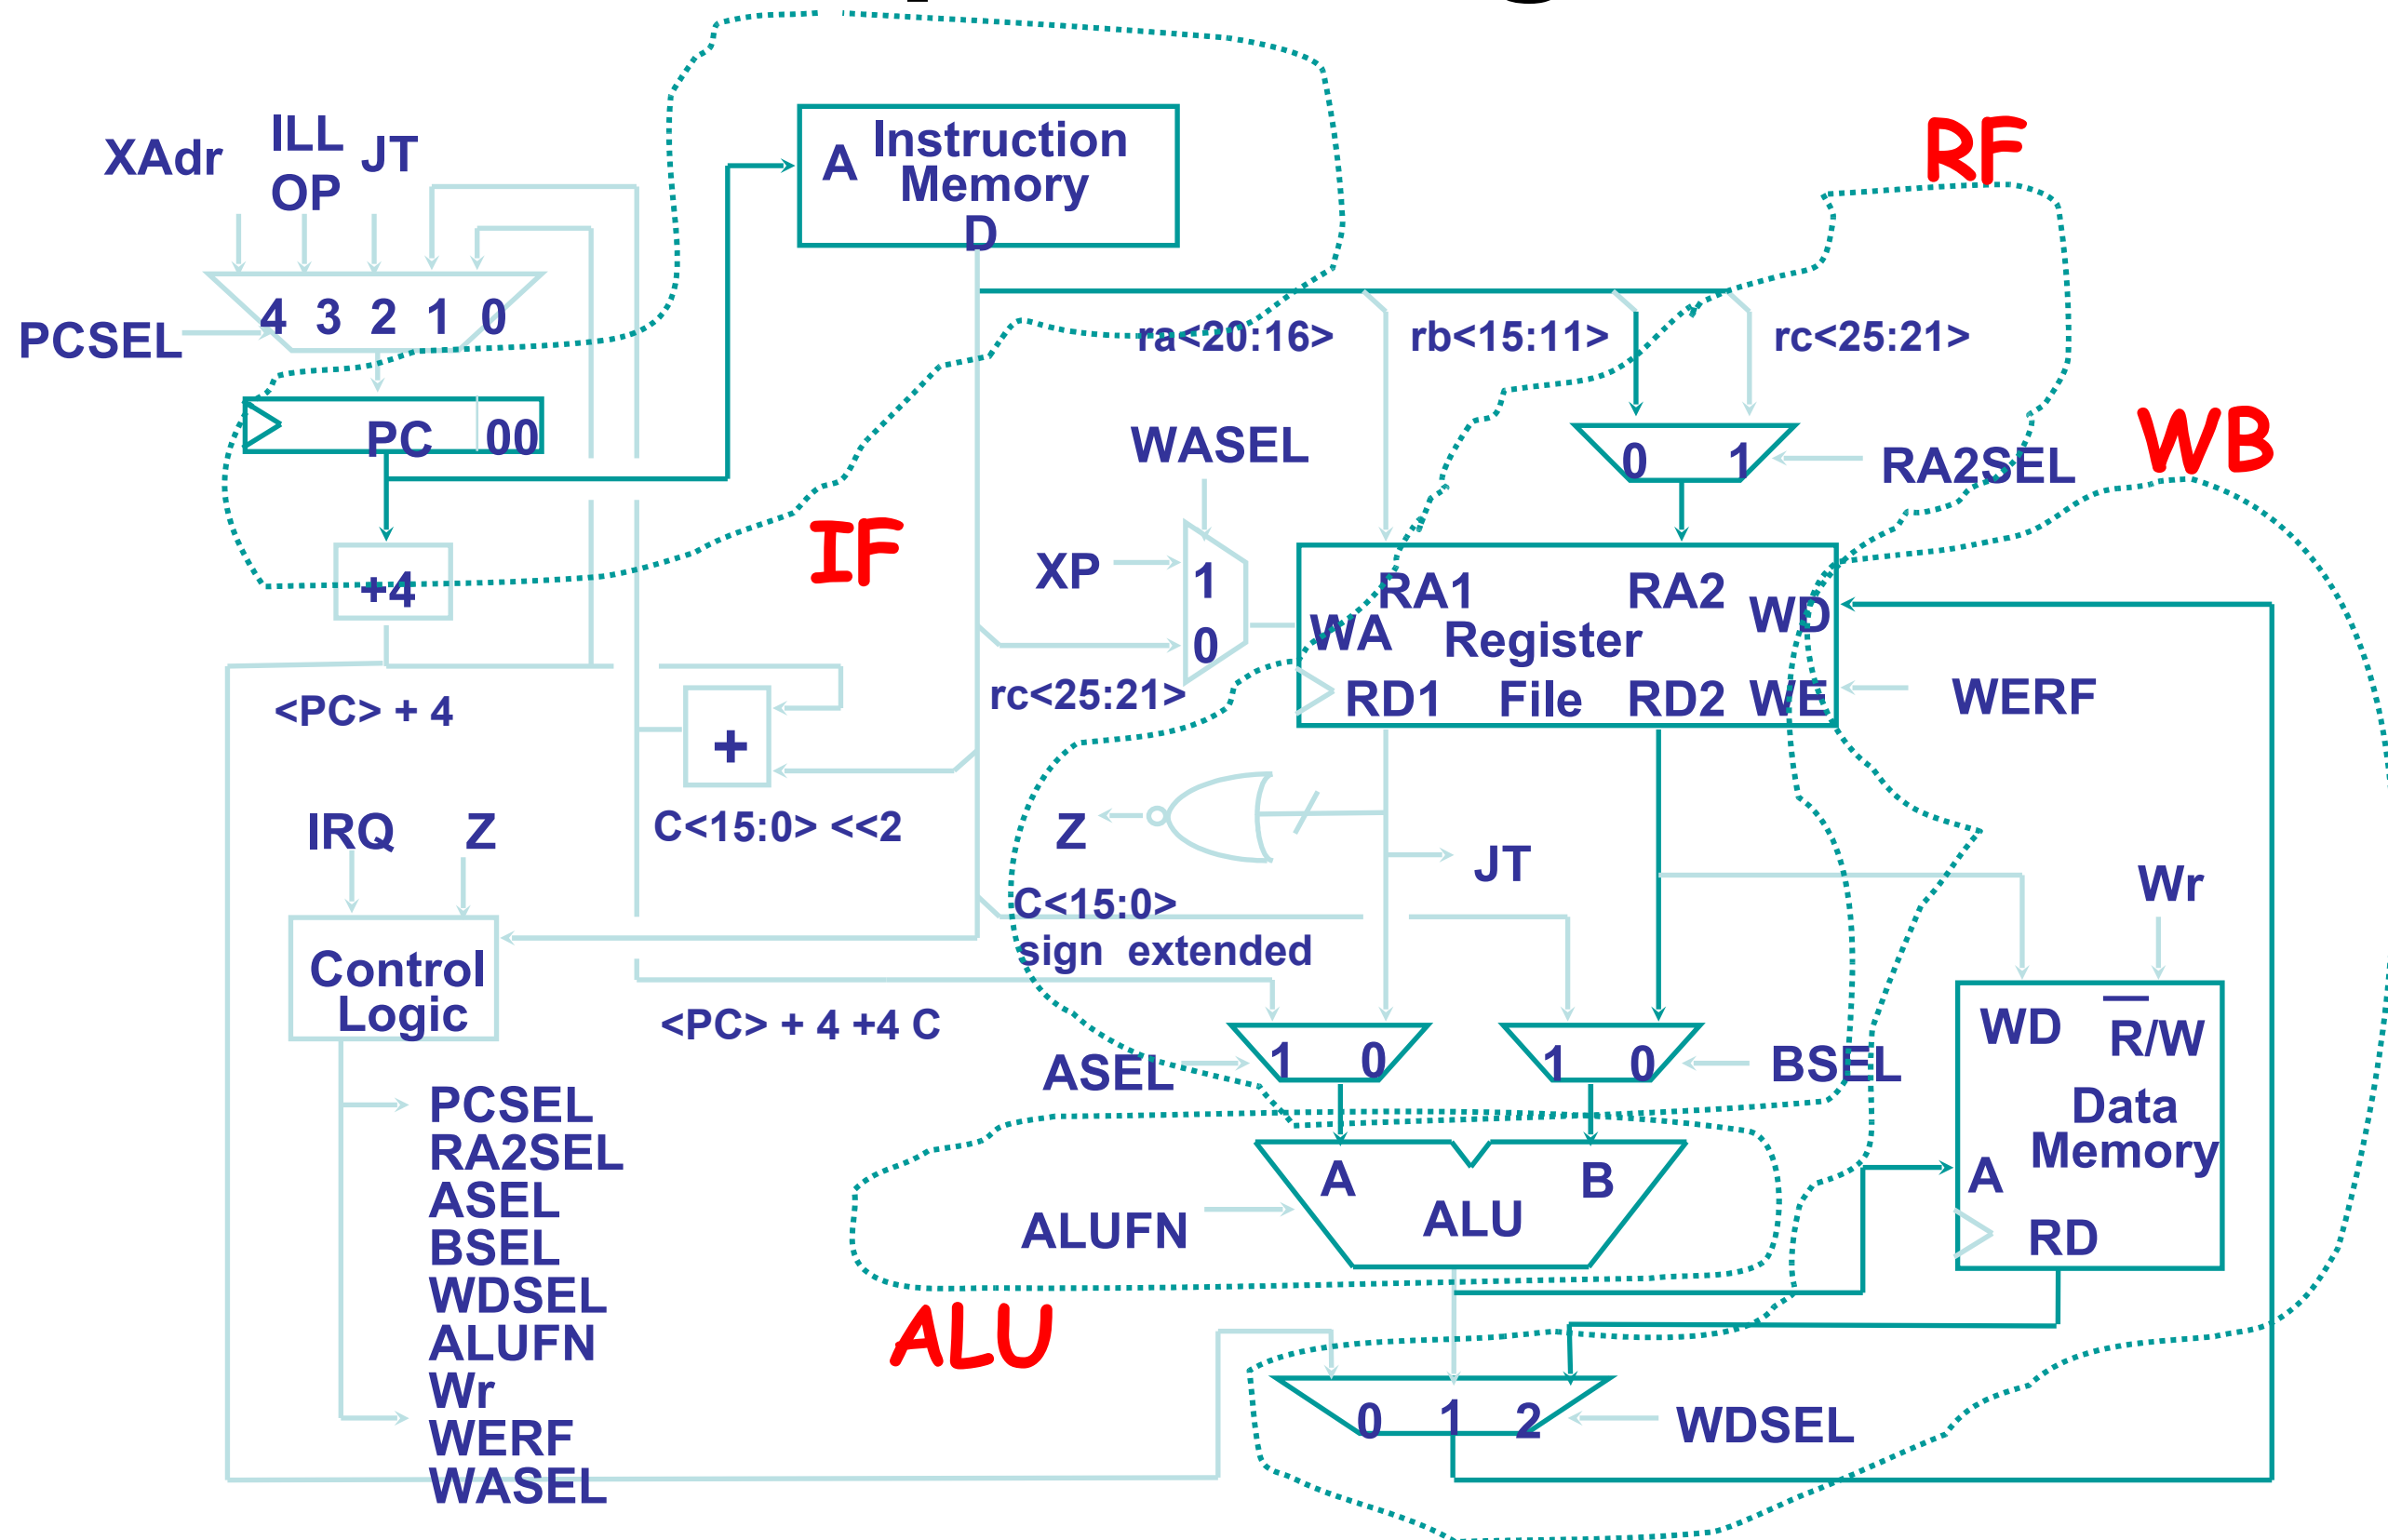 XAdr
ILL
OP
JT
A
Instruction
Memory
D
RF
4 3 2 1 0
PCSEL
ra<20:16>
rb<15:11>
rc<25:21>
PC 00
WASEL
0 1
RA2SEL
WB
IF
+4
XP
1
0
rc<25:21>
RA1 RA2
WA
WD
Register
File
RD1 RD2
WE
WERF
<PC> + 4
+
C<15:0> <<2
IRQ Z
Z
JT
C<15:0>
sign extended
Wr
Control
Logic
<PC> + 4 +4 C
ASEL
1 0
1 0
BSEL
WD R/W
Data
Memory
A
RD
PCSEL
RA2SEL
ASEL
BSEL
WDSEL
ALUFN
Wr
WERF
WASEL
A B
ALU
ALUFN
ALU
0 1 2
WDSEL